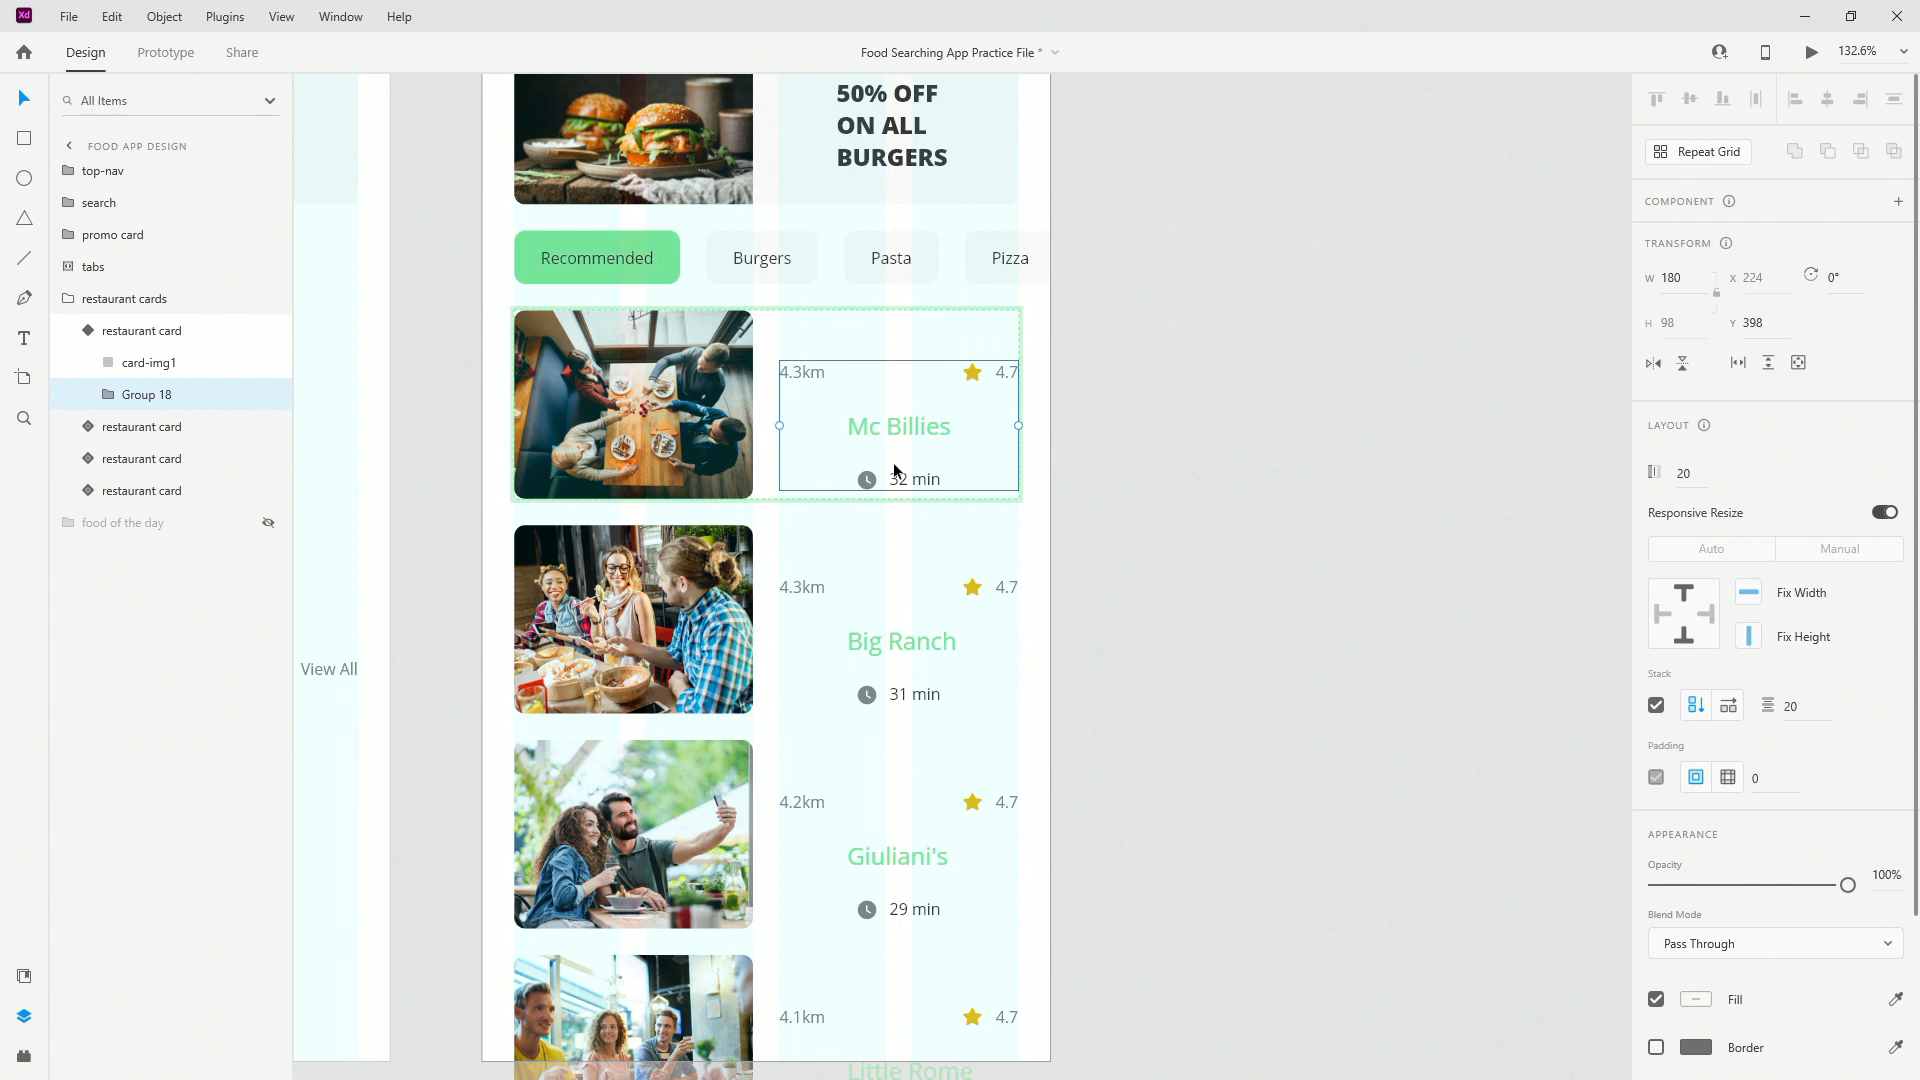 Xd
File
Edit
Object
Plugins
View
Window
Help
Design
Prototype
Share
Food Searching App Practice File *
132.6%
All Items
FOOD APP DESIGN
top-nav
search
promo card
tabs
restaurant cards
restaurant card
card-img1
Group 18
restaurant card
restaurant card
restaurant card
food of the day
View All
50% OFF
ON ALL
BURGERS
Recommended
Burgers
Pasta
Pizza
4.3km
4.7
Mc Billies
32 min
4.3km
4.7
Big Ranch
31 min
4.2km
4.7
Giuliani's
29 min
4.1km
4.7
Little Rome
Repeat Grid
COMPONENT
TRANSFORM
W 180
X 224
0°
H 98
Y 398
LAYOUT
20
Responsive Resize
Auto
Manual
Fix Width
Fix Height
Stack
20
Padding
0
APPEARANCE
Opacity
100%
Blend Mode
Pass Through
Fill
Border